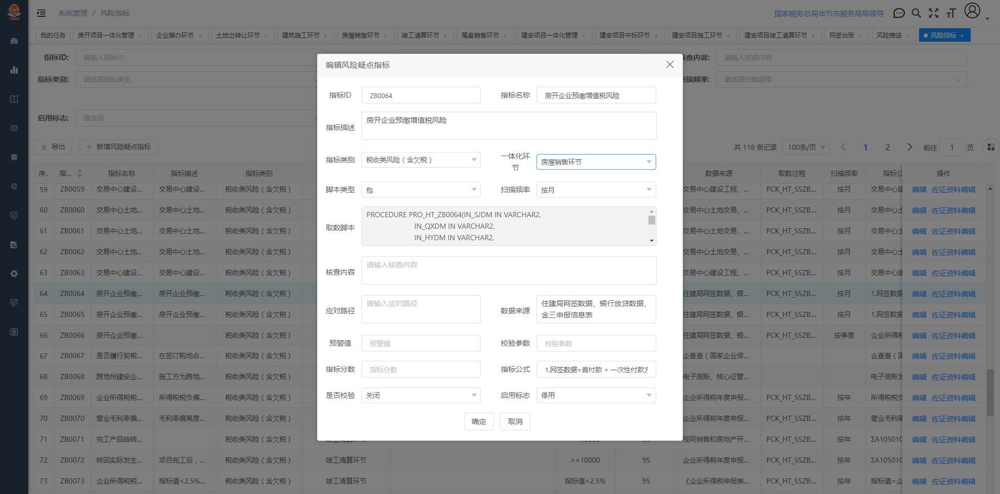 系统管理 / 风险指标
国家税务总局毕节市税务局局领导
我的任务
房开项目一体化管理 ×
企业筹办环节 ×
土地出转让环节 ×
建筑施工环节 ×
房屋销售环节 ×
竣工清算环节 ×
尾盘销售环节 ×
建安项目一体化管理 ×
建安项目中标环节 ×
建安项目施工环节 ×
建安项目竣工清算环节 ×
网签台账 ×
风险推送 ×
风险指标 ×
指标ID: 请输入指标ID
核查内容: 请输入核查内容
指标类别: 请选择指标类别
扫描频率: 请选择扫描频率
启用标志: 请选择
导出
+ 新增风险疑点指标
共 118 条记录 100条/页 1 2 前往 1 页
序.. 指... 指标名称 指标描述 指标类别 数据来源 取数过程 扫描频率 指标公 操作
59 ZB0059 交易中心建设... 交易中心建设... 税收类风险（含欠税） 交易中心建设工程、... PCK_HT_SSZB... 按月 交易中心建 编辑 佐证资料编辑
60 ZB0060 交易中心土地... 交易中心土地... 税收类风险（含欠税） 交易中心土地交易、... PCK_HT_SSZB... 按月 交易中心土 编辑 佐证资料编辑
61 ZB0061 交易中心土地... 交易中心土地... 税收类风险（含欠税） 交易中心土地交易、... PCK_HT_SSZB... 按月 交易中心土 编辑 佐证资料编辑
62 ZB0062 交易中心土地... 交易中心土地... 税收类风险（含欠税） 交易中心土地交易、... PCK_HT_SSZB... 按月 交易中心土 编辑 佐证资料编辑
63 ZB0063 交易中心建设... 交易中心建设... 税收类风险（含欠税） 交易中心建设工程、... PCK_HT_SSZB... 按月 交易中心建 编辑 佐证资料编辑
64 ZB0064 房开企业预缴... 房开企业预缴... 税收类风险（含欠税） 住建局网签数据、银... PCK_HT_SSZB... 按月 1.网签数据 编辑 佐证资料编辑
65 ZB0065 房开企业预缴... 房开企业预缴... 税收类风险（含欠税） 住建局网签数据、银... PCK_HT_SSZB... 按月 1.网签数据 编辑 佐证资料编辑
66 ZB0066 房开企业预缴... 税收类风险（含欠税） 住建局网签数据、银... PCK_HT_SSZB... 按季度 企业所得税 编辑 佐证资料编辑
67 ZB0067 是否履行契税... 在签订购地合... 税收类风险（含欠税） 企查查（国家企业信... 企查查（国 编辑 佐证资料编辑
68 ZB0068 跨地州建安企... 施工方为跨地... 税收类风险（含欠税） 电子底账、核心征管... 电子底账发 编辑 佐证资料编辑
69 ZB0069 企业所得税税... 所得税税负偏... 税收类风险（含欠税） 企业所得税年度申报... PCK_HT_SSZB... 按年 所得税税负 编辑 佐证资料编辑
70 ZB0070 营业毛利率偏... 毛利率偏离度... 税收类风险（含欠税） 企业所得税年度申报... PCK_HT_SSZB... 按年 营业毛利率 编辑 佐证资料编辑
71 ZB0071 完工产品结转... 税收类风险（含欠税） 竣工清算环节 视同销售和房地产开... PCK_HT_SSZB... 按年 ΣA105010 编辑 佐证资料编辑
72 ZB0072 转回实际发生... 项目完工后，... 税收类风险（含欠税） 竣工清算环节 >=10000 95 企业所得税年度申报... PCK_HT_SSZB... 按年 ΣA105010 编辑 佐证资料编辑
73 ZB0073 企业所得税税... 指标值<2.5%... 税收类风险（含欠税） 竣工清算环节 指标值<2.5% 95 《企业所得税申报表... PCK_HT_SSZB... 按年 指标值=企 编辑 佐证资料编辑
编辑风险疑点指标
指标ID ZB0064 指标名称 房开企业预缴增值税风险
指标描述 房开企业预缴增值税风险
指标类别 税收类风险（含欠税）
一体化环
节 房屋销售环节
脚本类型 包 扫描频率 按月
取数脚本
PROCEDURE PRO_HT_ZB0064(IN_SJDM IN VARCHAR2,
IN_QXDM IN VARCHAR2,
IN_HYDM IN VARCHAR2,
核查内容 请输入核查内容
应对路径 请输入应对路径
数据来源 住建局网签数据、银行放贷数据、
金三申报信息表
预警值 预警值 校验参数 校验参数
指标分数 指标分数 指标公式 1.网签数据=首付款 + 一次性付款方
是否校验 关闭 启用标志 停用
确定 取消